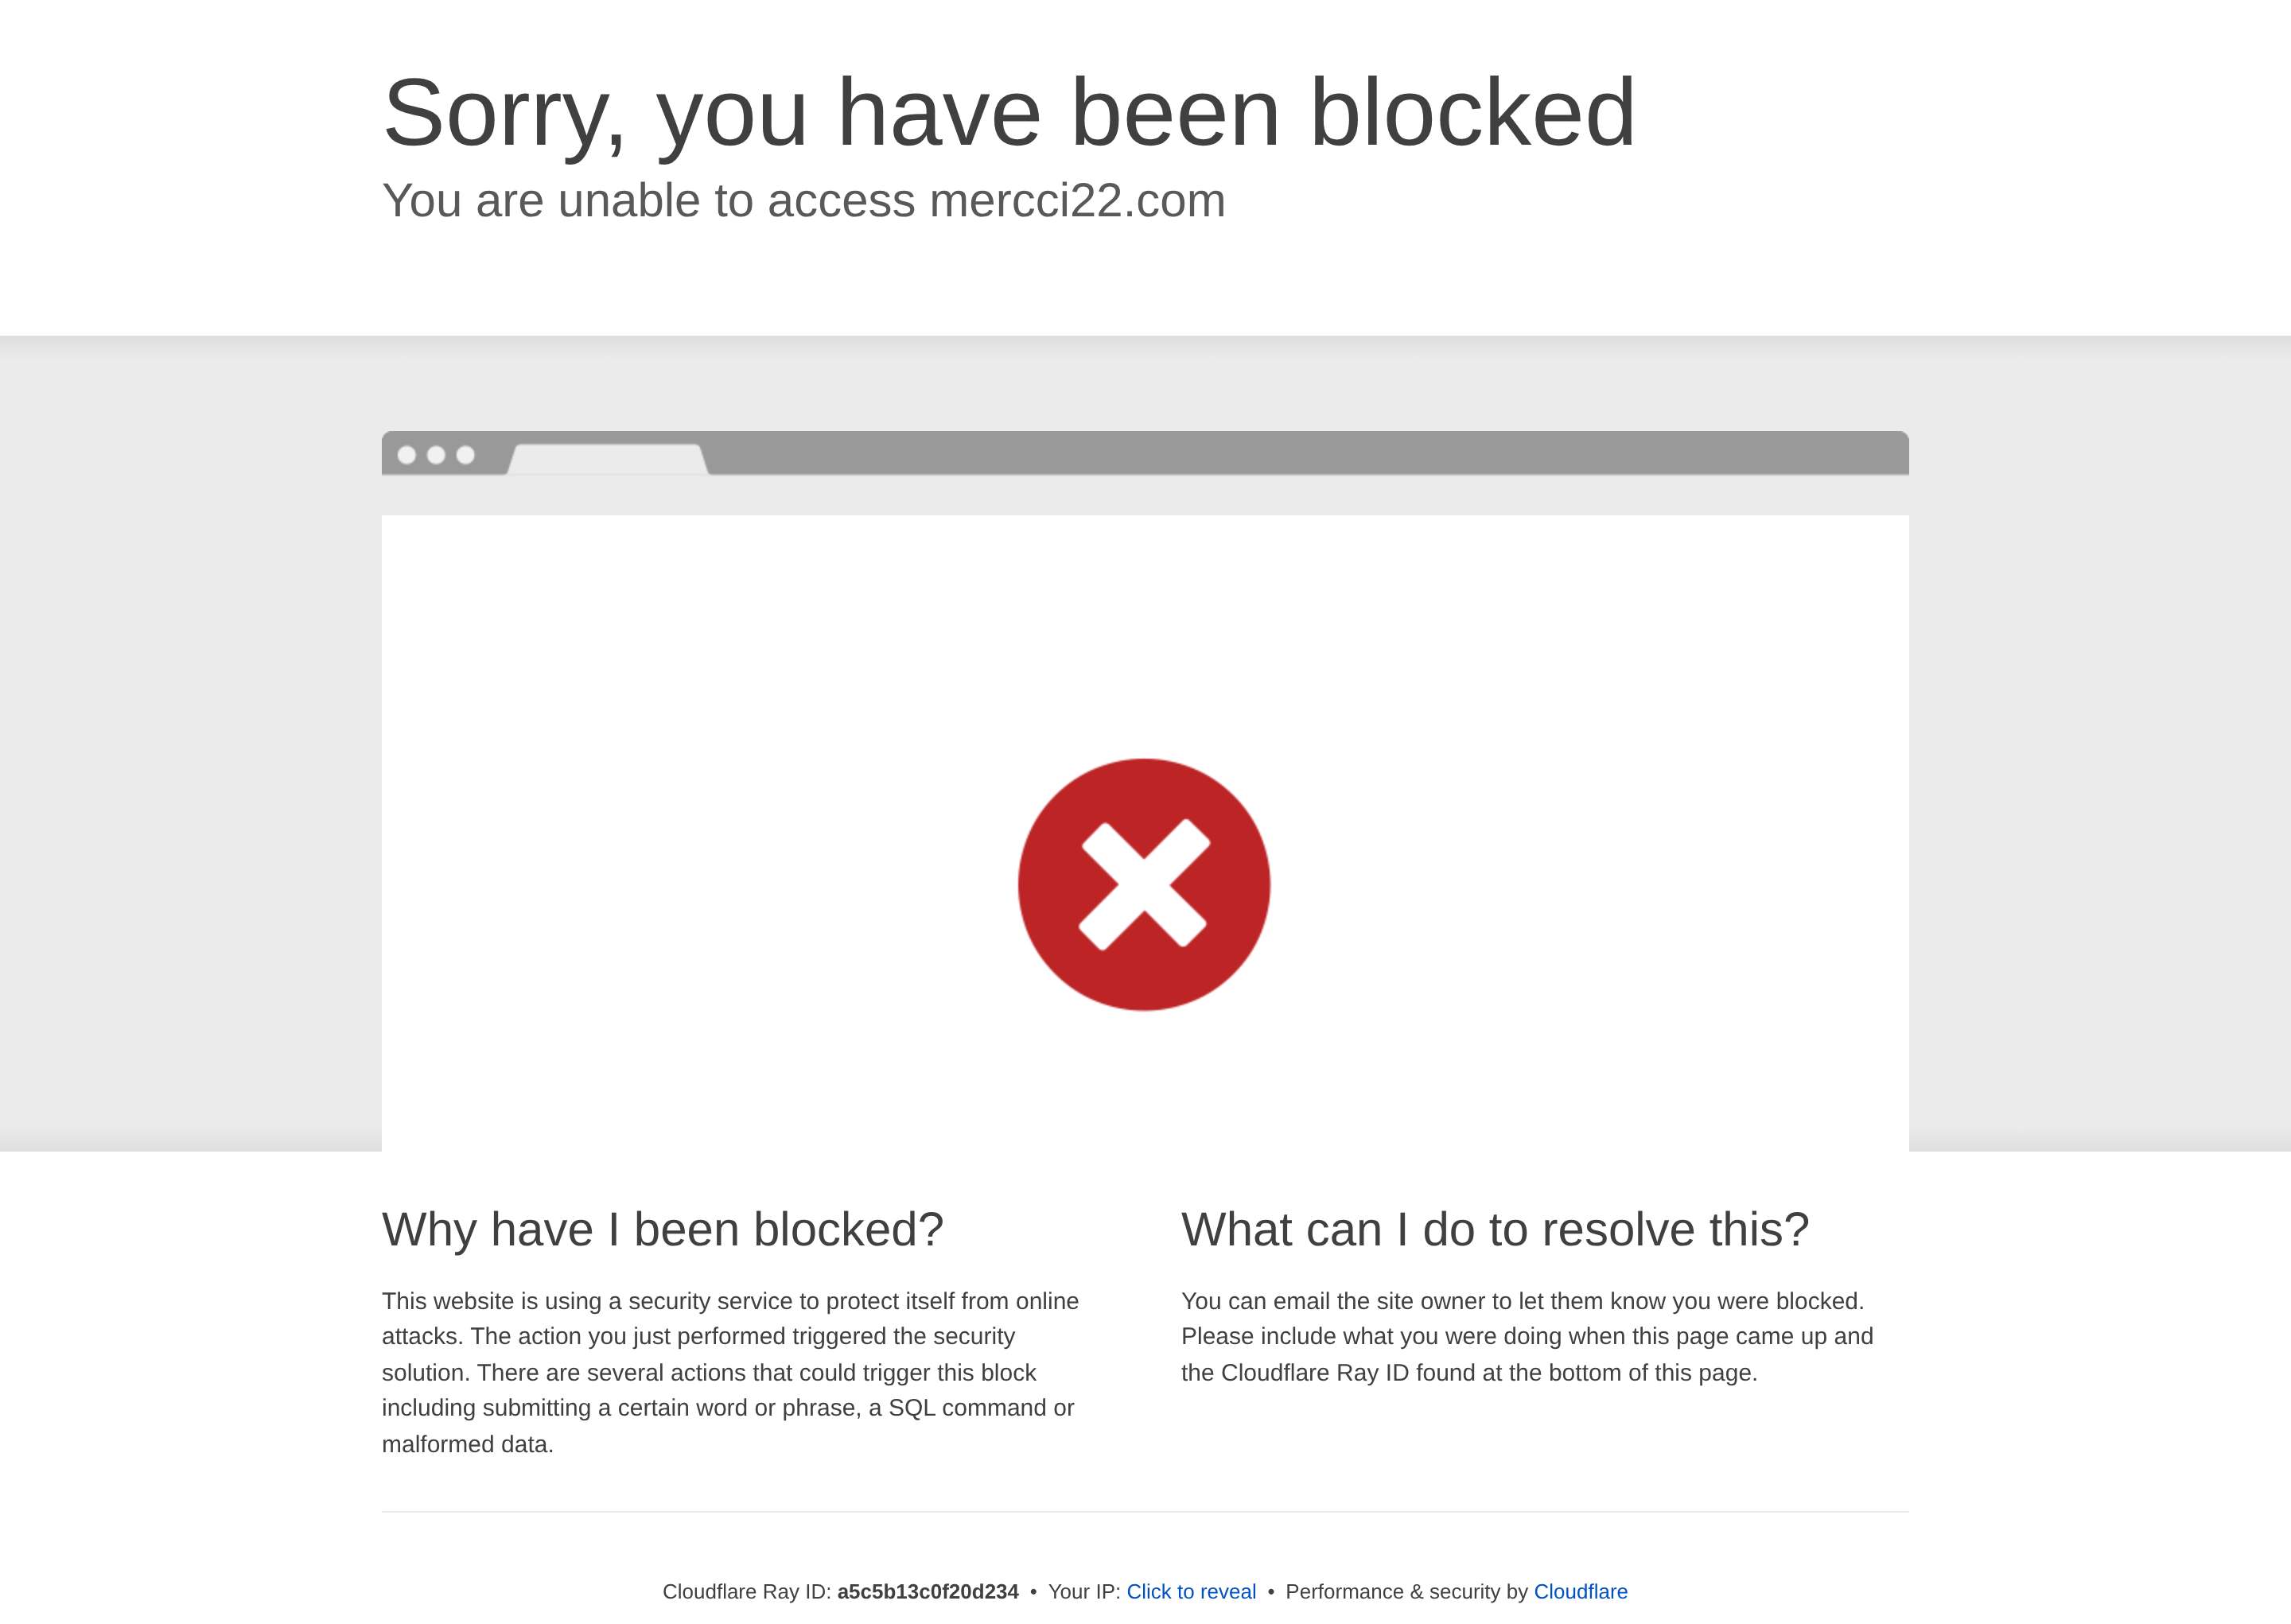 Sorry, you have been blocked
You are unable to access mercci22.com
Why have I been blocked?
This website is using a security service to protect itself from online
attacks. The action you just performed triggered the security
solution. There are several actions that could trigger this block
including submitting a certain word or phrase, a SQL command or
malformed data.
What can I do to resolve this?
You can email the site owner to let them know you were blocked.
Please include what you were doing when this page came up and
the Cloudflare Ray ID found at the bottom of this page.
Cloudflare Ray ID: a5c5b13c0f20d234 • Your IP: Click to reveal • Performance & security by Cloudflare